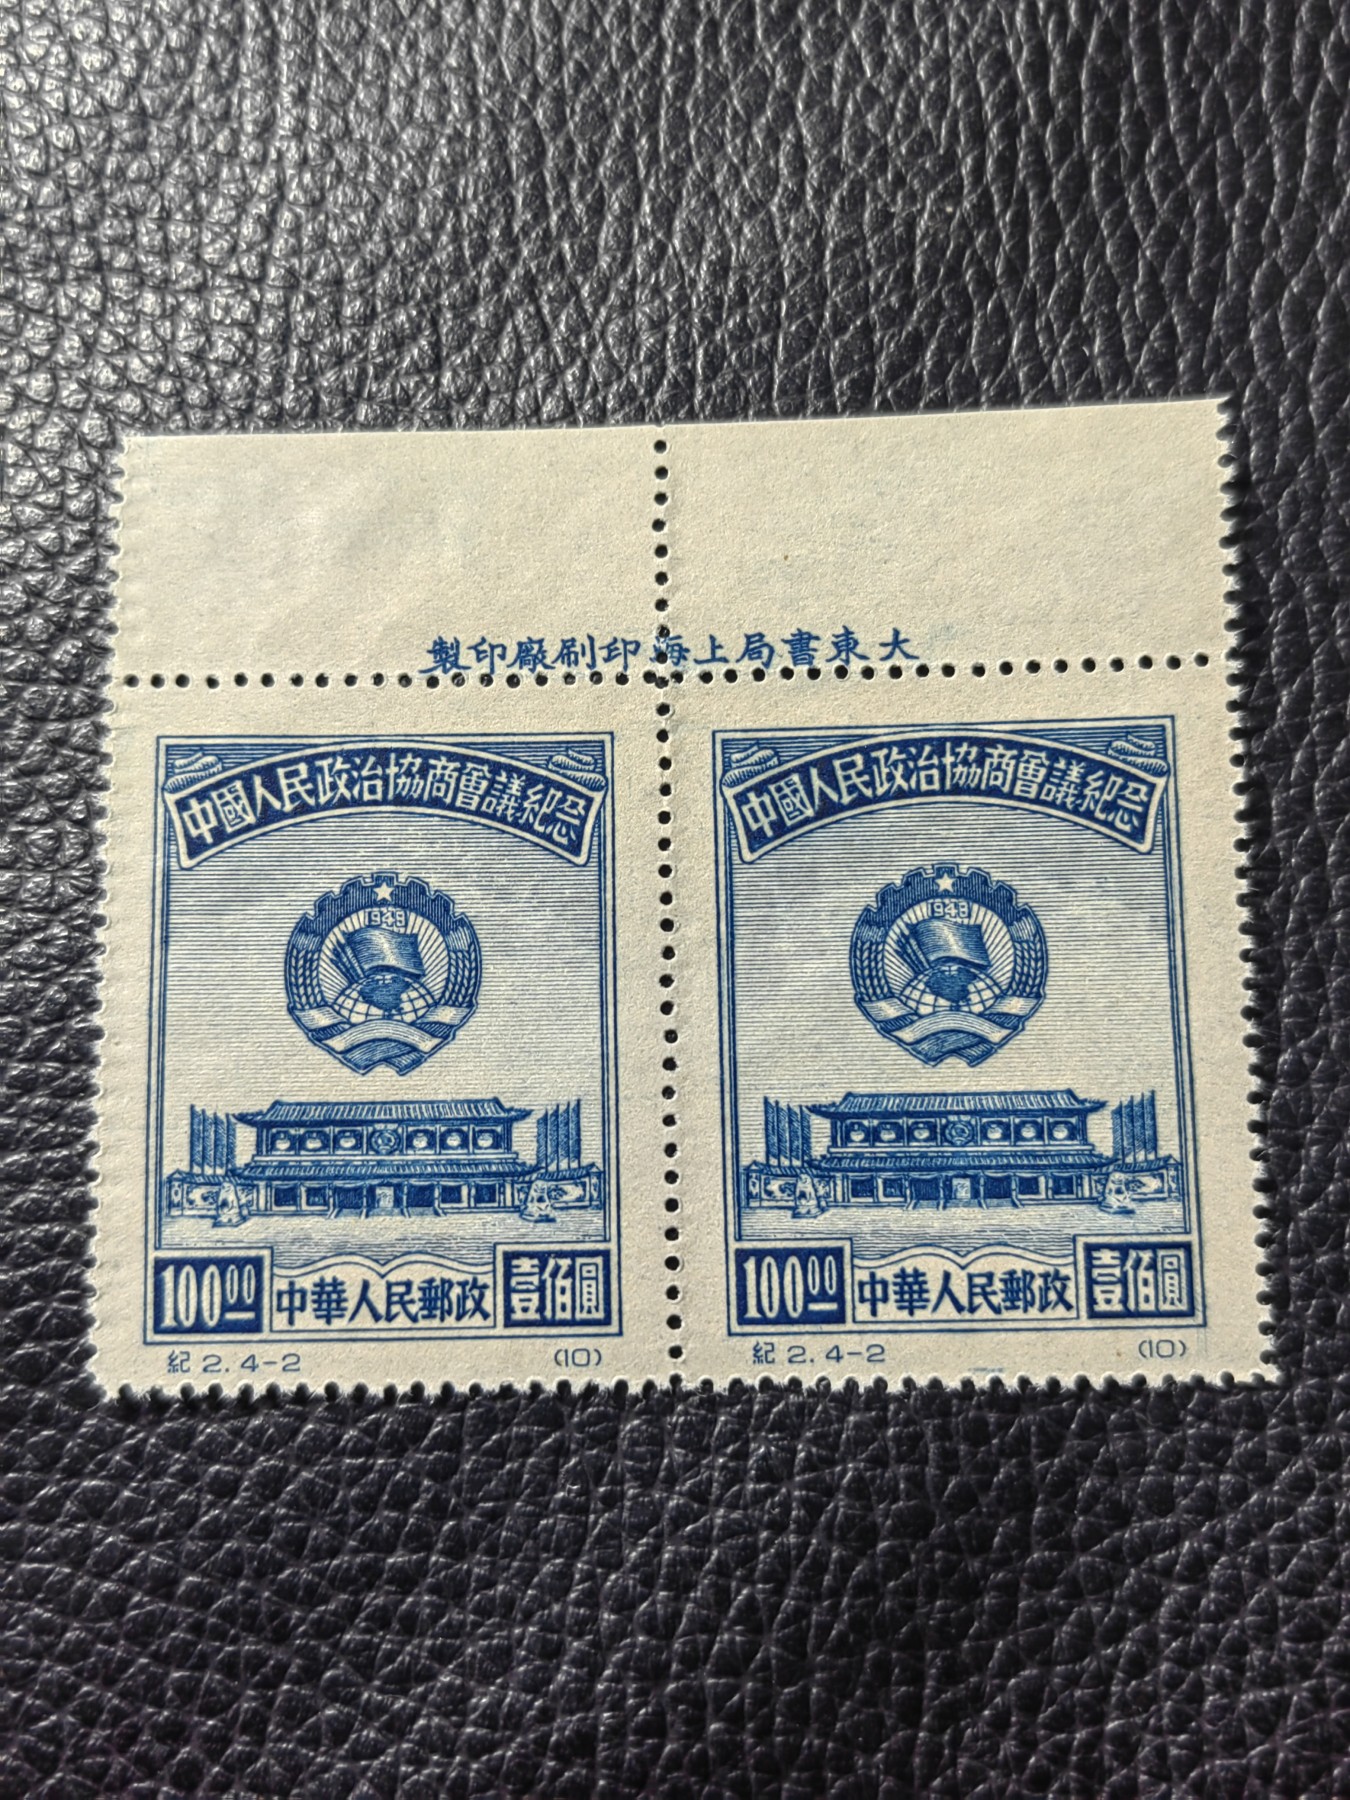 大東書局上海印刷廠印製
中國人民政治協商會議紀念
1949
100.00 中華人民郵政 壹佰圓
紀 2. 4-2 (10)
中國人民政治協商會議紀念
1949
100.00 中華人民郵政 壹佰圓
紀 2. 4-2 (10)